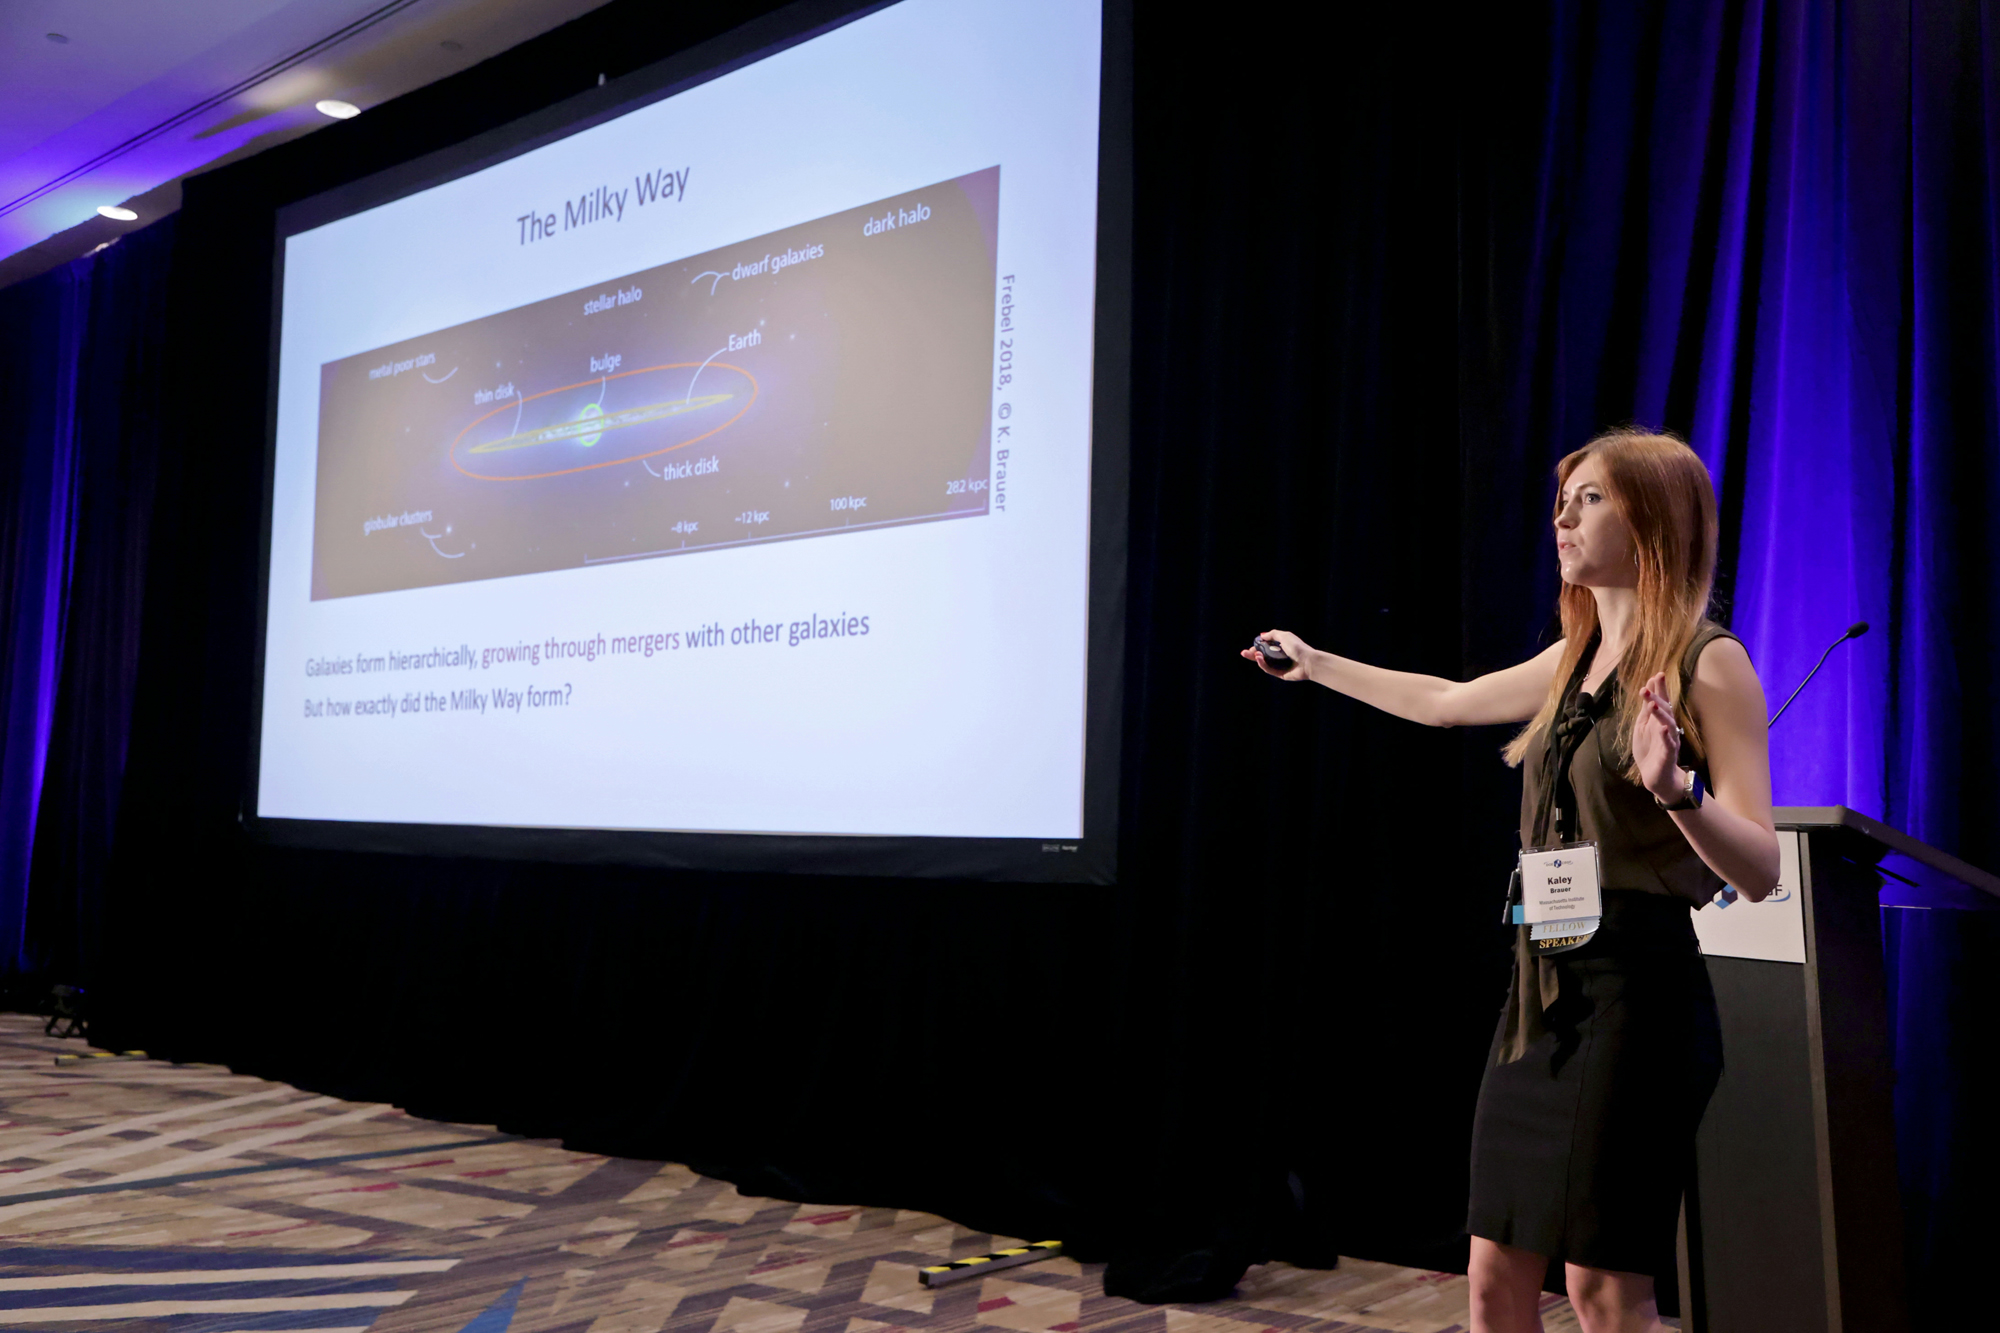 The Milky Way
dark halo
dwarf galaxies
stellar halo
Earth
metal poor stars
bulge
thin disk
thick disk
globular clusters
~8 kpc
~12 kpc
100 kpc
282 kpc
Frebel 2018, © K. Brauer
Galaxies form hierarchically, growing through mergers with other galaxies
But how exactly did the Milky Way form?
Kaley
Brauer
Massachusetts Institute
of Technology
FELLOW
SPEAKER